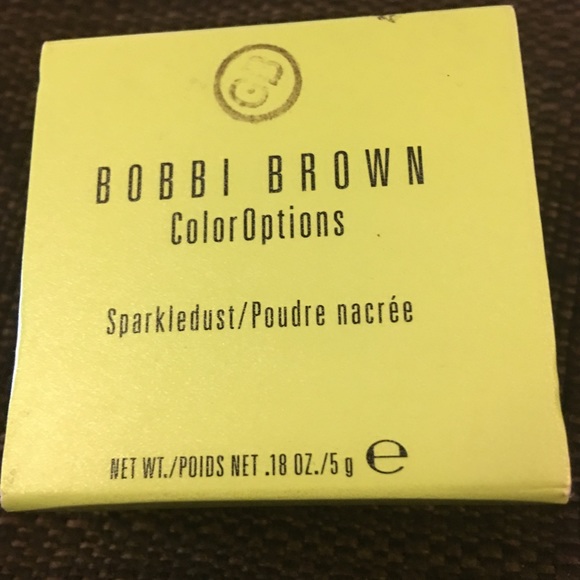 BOBBI BROWN
ColorOptions
Sparkledust/Poudre nacrée
NET WT./POIDS NET .18 OZ./5 g ℮